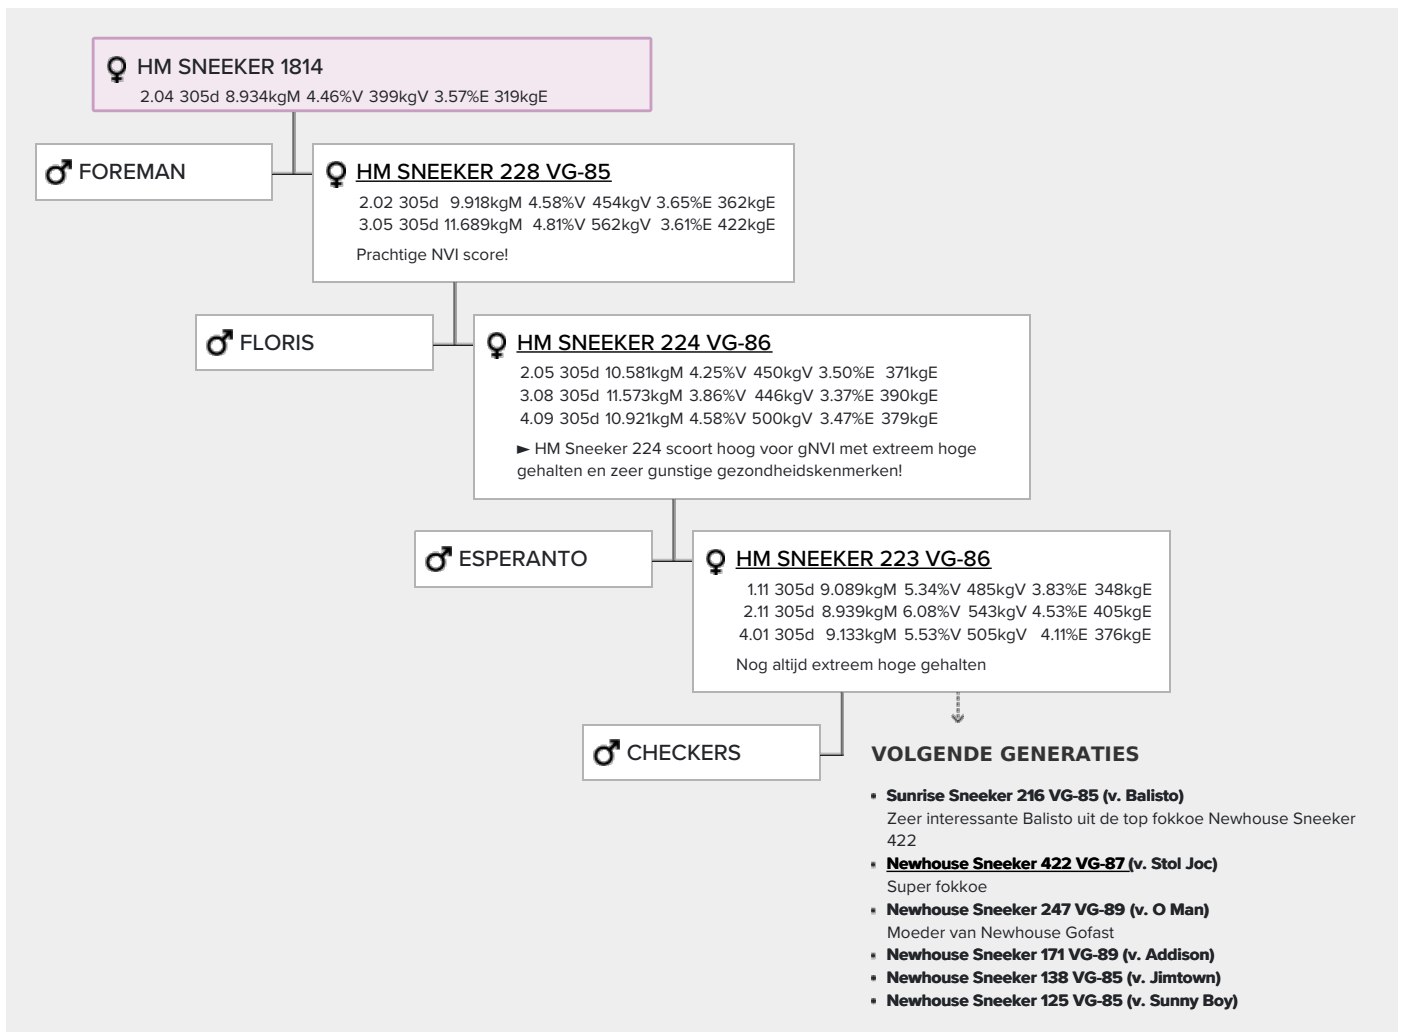 HM SNEEKER 1814
2.04 305d 8.934kgM 4.46%V 399kgV 3.57%E 319kgE
FOREMAN
HM SNEEKER 228 VG-85
2.02 305d 9.918kgM 4.58%V 454kgV 3.65%E 362kgE
3.05 305d 11.689kgM 4.81%V 562kgV 3.61%E 422kgE
Prachtige NVI score!
FLORIS
HM SNEEKER 224 VG-86
2.05 305d 10.581kgM 4.25%V 450kgV 3.50%E 371kgE
3.08 305d 11.573kgM 3.86%V 446kgV 3.37%E 390kgE
4.09 305d 10.921kgM 4.58%V 500kgV 3.47%E 379kgE
► HM Sneeker 224 scoort hoog voor gNVI met extreem hoge
gehalten en zeer gunstige gezondheidskenmerken!
ESPERANTO
HM SNEEKER 223 VG-86
1.11 305d 9.089kgM 5.34%V 485kgV 3.83%E 348kgE
2.11 305d 8.939kgM 6.08%V 543kgV 4.53%E 405kgE
4.01 305d 9.133kgM 5.53%V 505kgV 4.11%E 376kgE
Nog altijd extreem hoge gehalten
CHECKERS
VOLGENDE GENERATIES
▪ Sunrise Sneeker 216 VG-85 (v. Balisto)
Zeer interessante Balisto uit de top fokkoe Newhouse Sneeker
422
▪ Newhouse Sneeker 422 VG-87 (v. Stol Joc)
Super fokkoe
▪ Newhouse Sneeker 247 VG-89 (v. O Man)
Moeder van Newhouse Gofast
▪ Newhouse Sneeker 171 VG-89 (v. Addison)
▪ Newhouse Sneeker 138 VG-85 (v. Jimtown)
▪ Newhouse Sneeker 125 VG-85 (v. Sunny Boy)